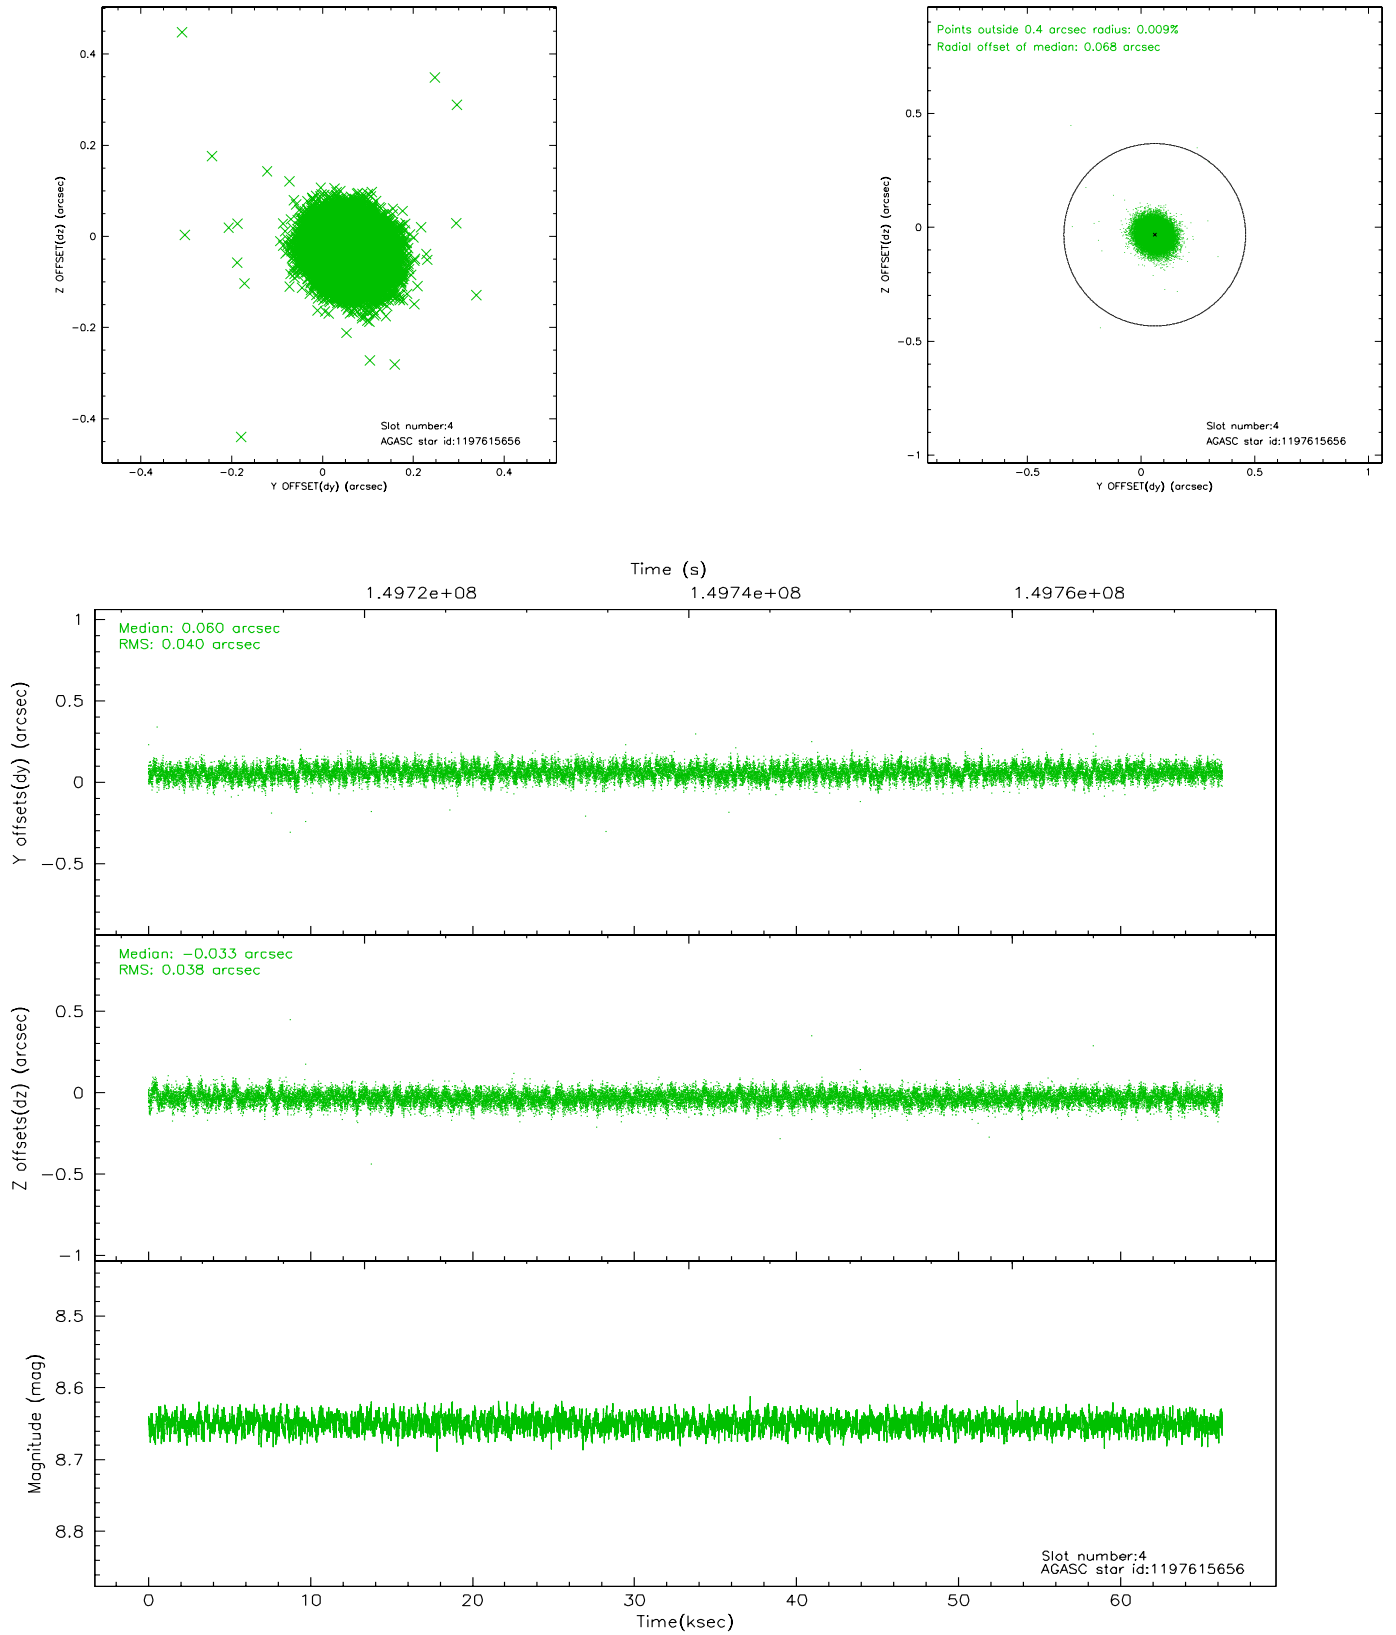 0.4
0.2
0
−0.2
−0.4
Z OFFSET(dz) (arcsec)
Slot number:4
AGASC star id:1197615656
−0.4 −0.2 0 0.2 0.4
Y OFFSET(dy) (arcsec)
Points outside 0.4 arcsec radius: 0.009%
Radial offset of median: 0.068 arcsec
0.5
0
−0.5
−1
Z OFFSET(dz) (arcsec)
Slot number:4
AGASC star id:1197615656
−0.5 0 0.5 1
Y OFFSET(dy) (arcsec)
Time (s)
1.4972e+08 1.4974e+08 1.4976e+08
Median: 0.060 arcsec
RMS: 0.040 arcsec
1
0.5
0
−0.5
Y offsets(dy) (arcsec)
Median: −0.033 arcsec
RMS: 0.038 arcsec
0.5
0
−0.5
−1
Z offsets(dz) (arcsec)
8.5
8.6
8.7
8.8
Magnitude (mag)
Slot number:4
AGASC star id:1197615656
0 10 20 30 40 50 60
Time(ksec)